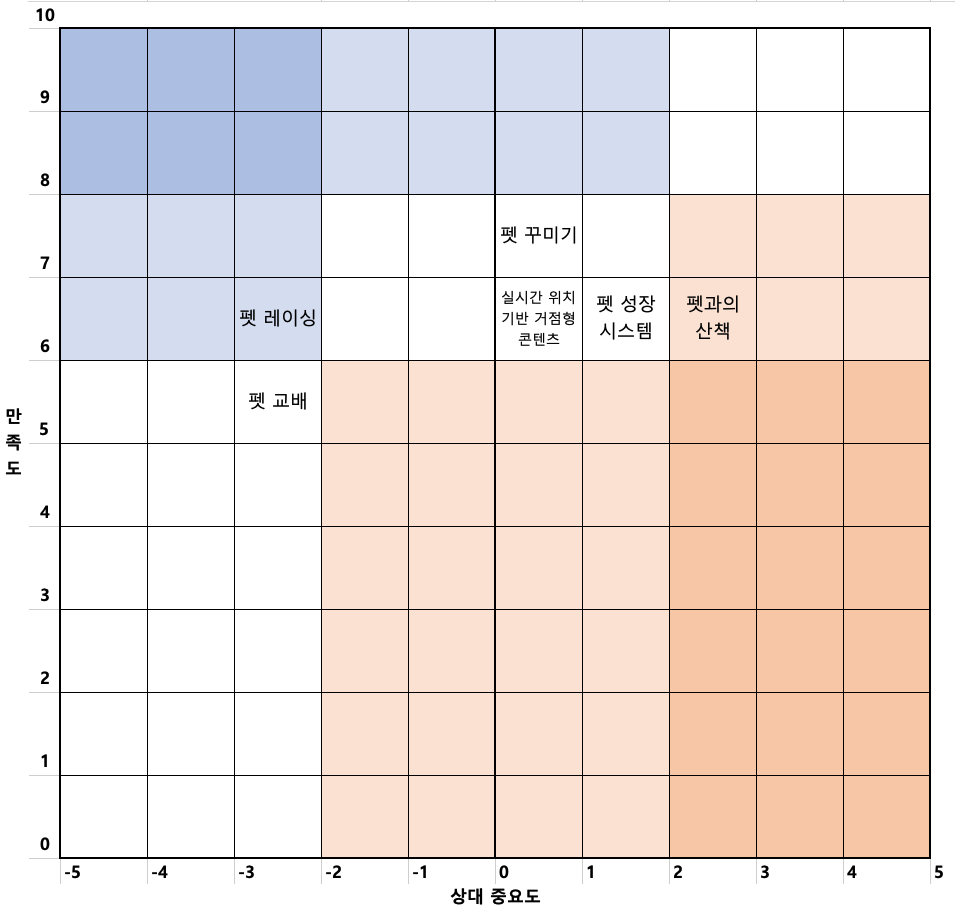 10
9
8
펫 꾸미기
7
실시간 위치
기반 거점형
콘텐츠
펫 성장
시스템
펫과의
산책
펫 레이싱
6
펫 교배
만
족
도
5
4
3
2
1
0
-5 -4 -3 -2 -1 0 1 2 3 4 5
상대 중요도